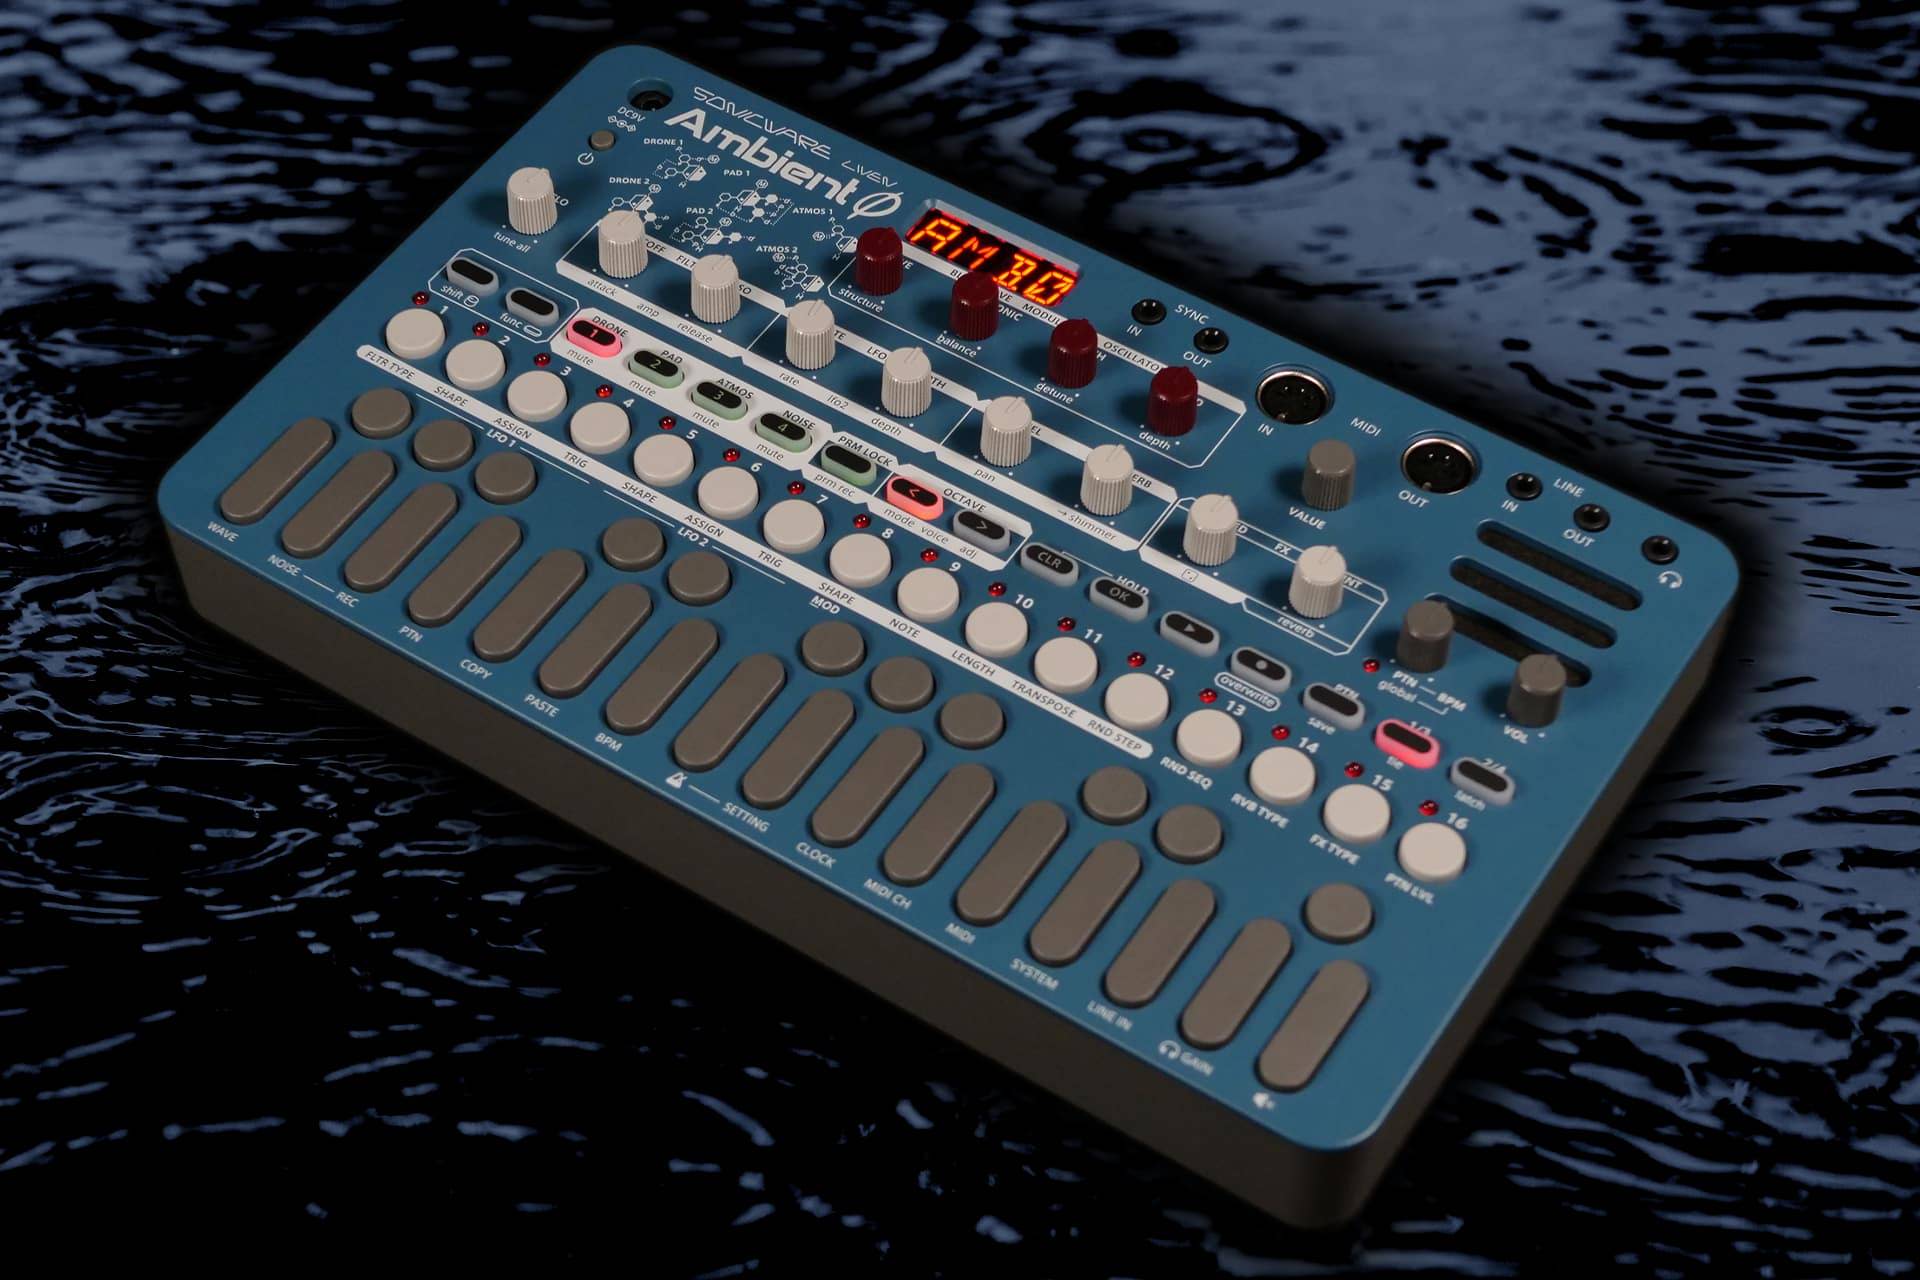 DC9V
SONICWARE LIVEN
Ambient Ø
DRONE 1
DRONE 2
PAD 1
PAD 2
ATMOS 1
ATMOS 2
AMB.0
tune all
attack
amp
release
rate
lfo2
depth
pan
→ shimmer
reverb
structure
balance
detune
depth
SYNC
IN
OUT
MIDI
IN
OUT
VALUE
LINE
IN
OUT
FX
shift
func
DRONE
1
mute
PAD
2
mute
ATMOS
3
mute
NOISE
4
mute
PRM LOCK
prm rec
OCTAVE
< >
mode voice adj
CLR
HOLD
OK
overwrite
PTN
save
tie
latch
PTN BPM
global
VOL
1 2 3 4 5 6 7 8 9 10 11 12 13 14 15 16
FLTR TYPE
SHAPE
ASSIGN
TRIG
SHAPE
ASSIGN
TRIG
SHAPE
NOTE
LENGTH
TRANSPOSE
RND STEP
RND SEQ
RVB TYPE
FX TYPE
PTN LVL
LFO 1
LFO 2
MOD
WAVE
NOISE
REC
PTN
COPY
PASTE
BPM
SETTING
CLOCK
MIDI CH
MIDI
SYSTEM
LINE IN
GAIN